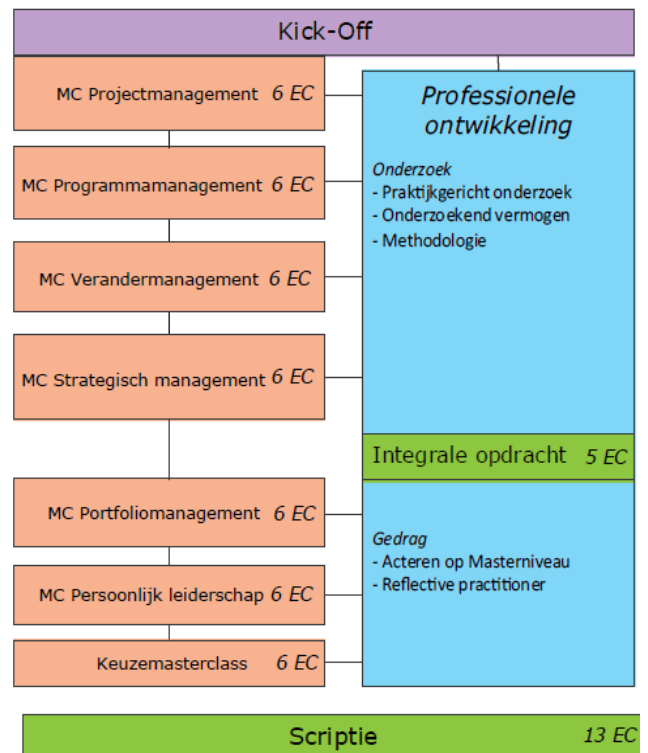 Kick-Off
MC Projectmanagement 6 EC
MC Programmamanagement 6 EC
MC Verandermanagement 6 EC
MC Strategisch management 6 EC
MC Portfoliomanagement 6 EC
MC Persoonlijk leiderschap 6 EC
Keuzemasterclass 6 EC
Professionele
ontwikkeling
Onderzoek
- Praktijkgericht onderzoek
- Onderzoekend vermogen
- Methodologie
Integrale opdracht 5 EC
Gedrag
- Acteren op Masterniveau
- Reflective practitioner
Scriptie 13 EC